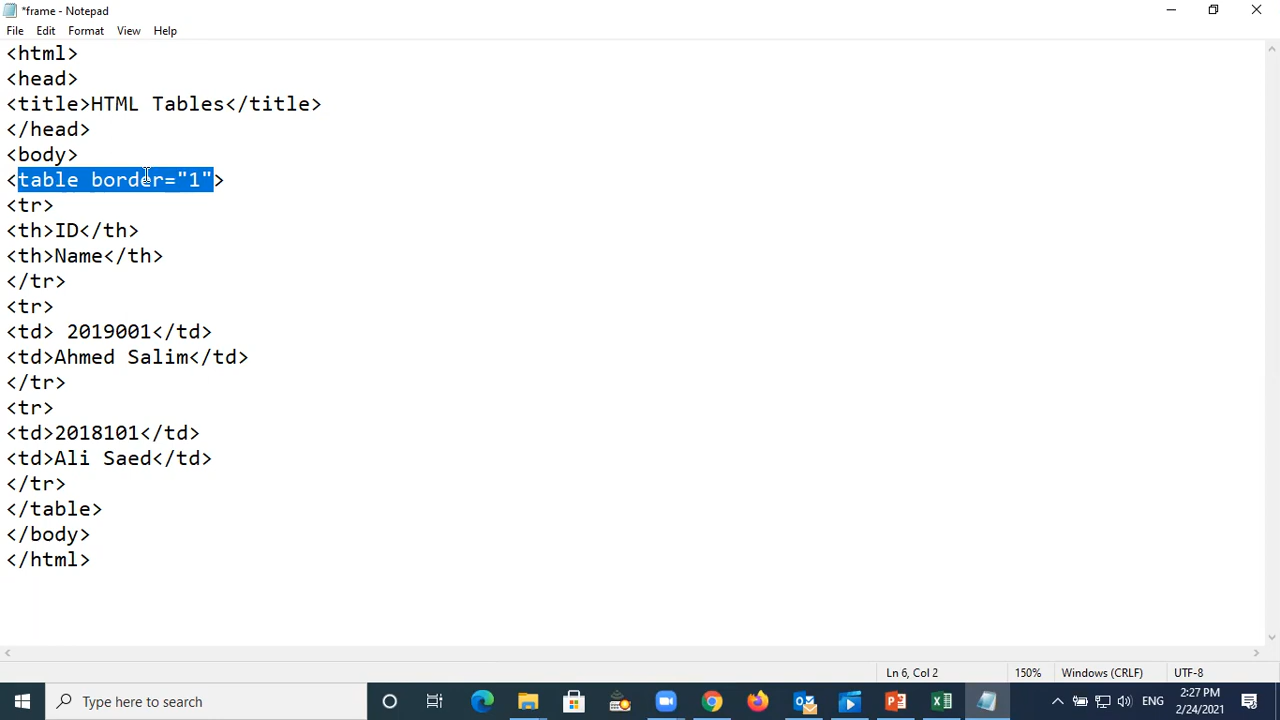 *frame - Notepad
File Edit Format View Help
<html>
<head>
<title>HTML Tables</title>
</head>
<body>
<table border="1">
<tr>
<th>ID</th>
<th>Name</th>
</tr>
<tr>
<td> 2019001</td>
<td>Ahmed Salim</td>
</tr>
<tr>
<td>2018101</td>
<td>Ali Saed</td>
</tr>
</table>
</body>
</html>
Ln 6, Col 2 150% Windows (CRLF) UTF-8
Type here to search ENG 2:27 PM
2/24/2021